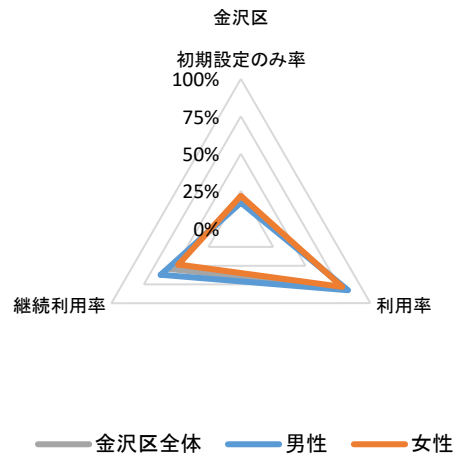 金沢区
初期設定のみ率
100%
75%
50%
25%
0%
継続利用率
利用率
金沢区全体 男性 女性